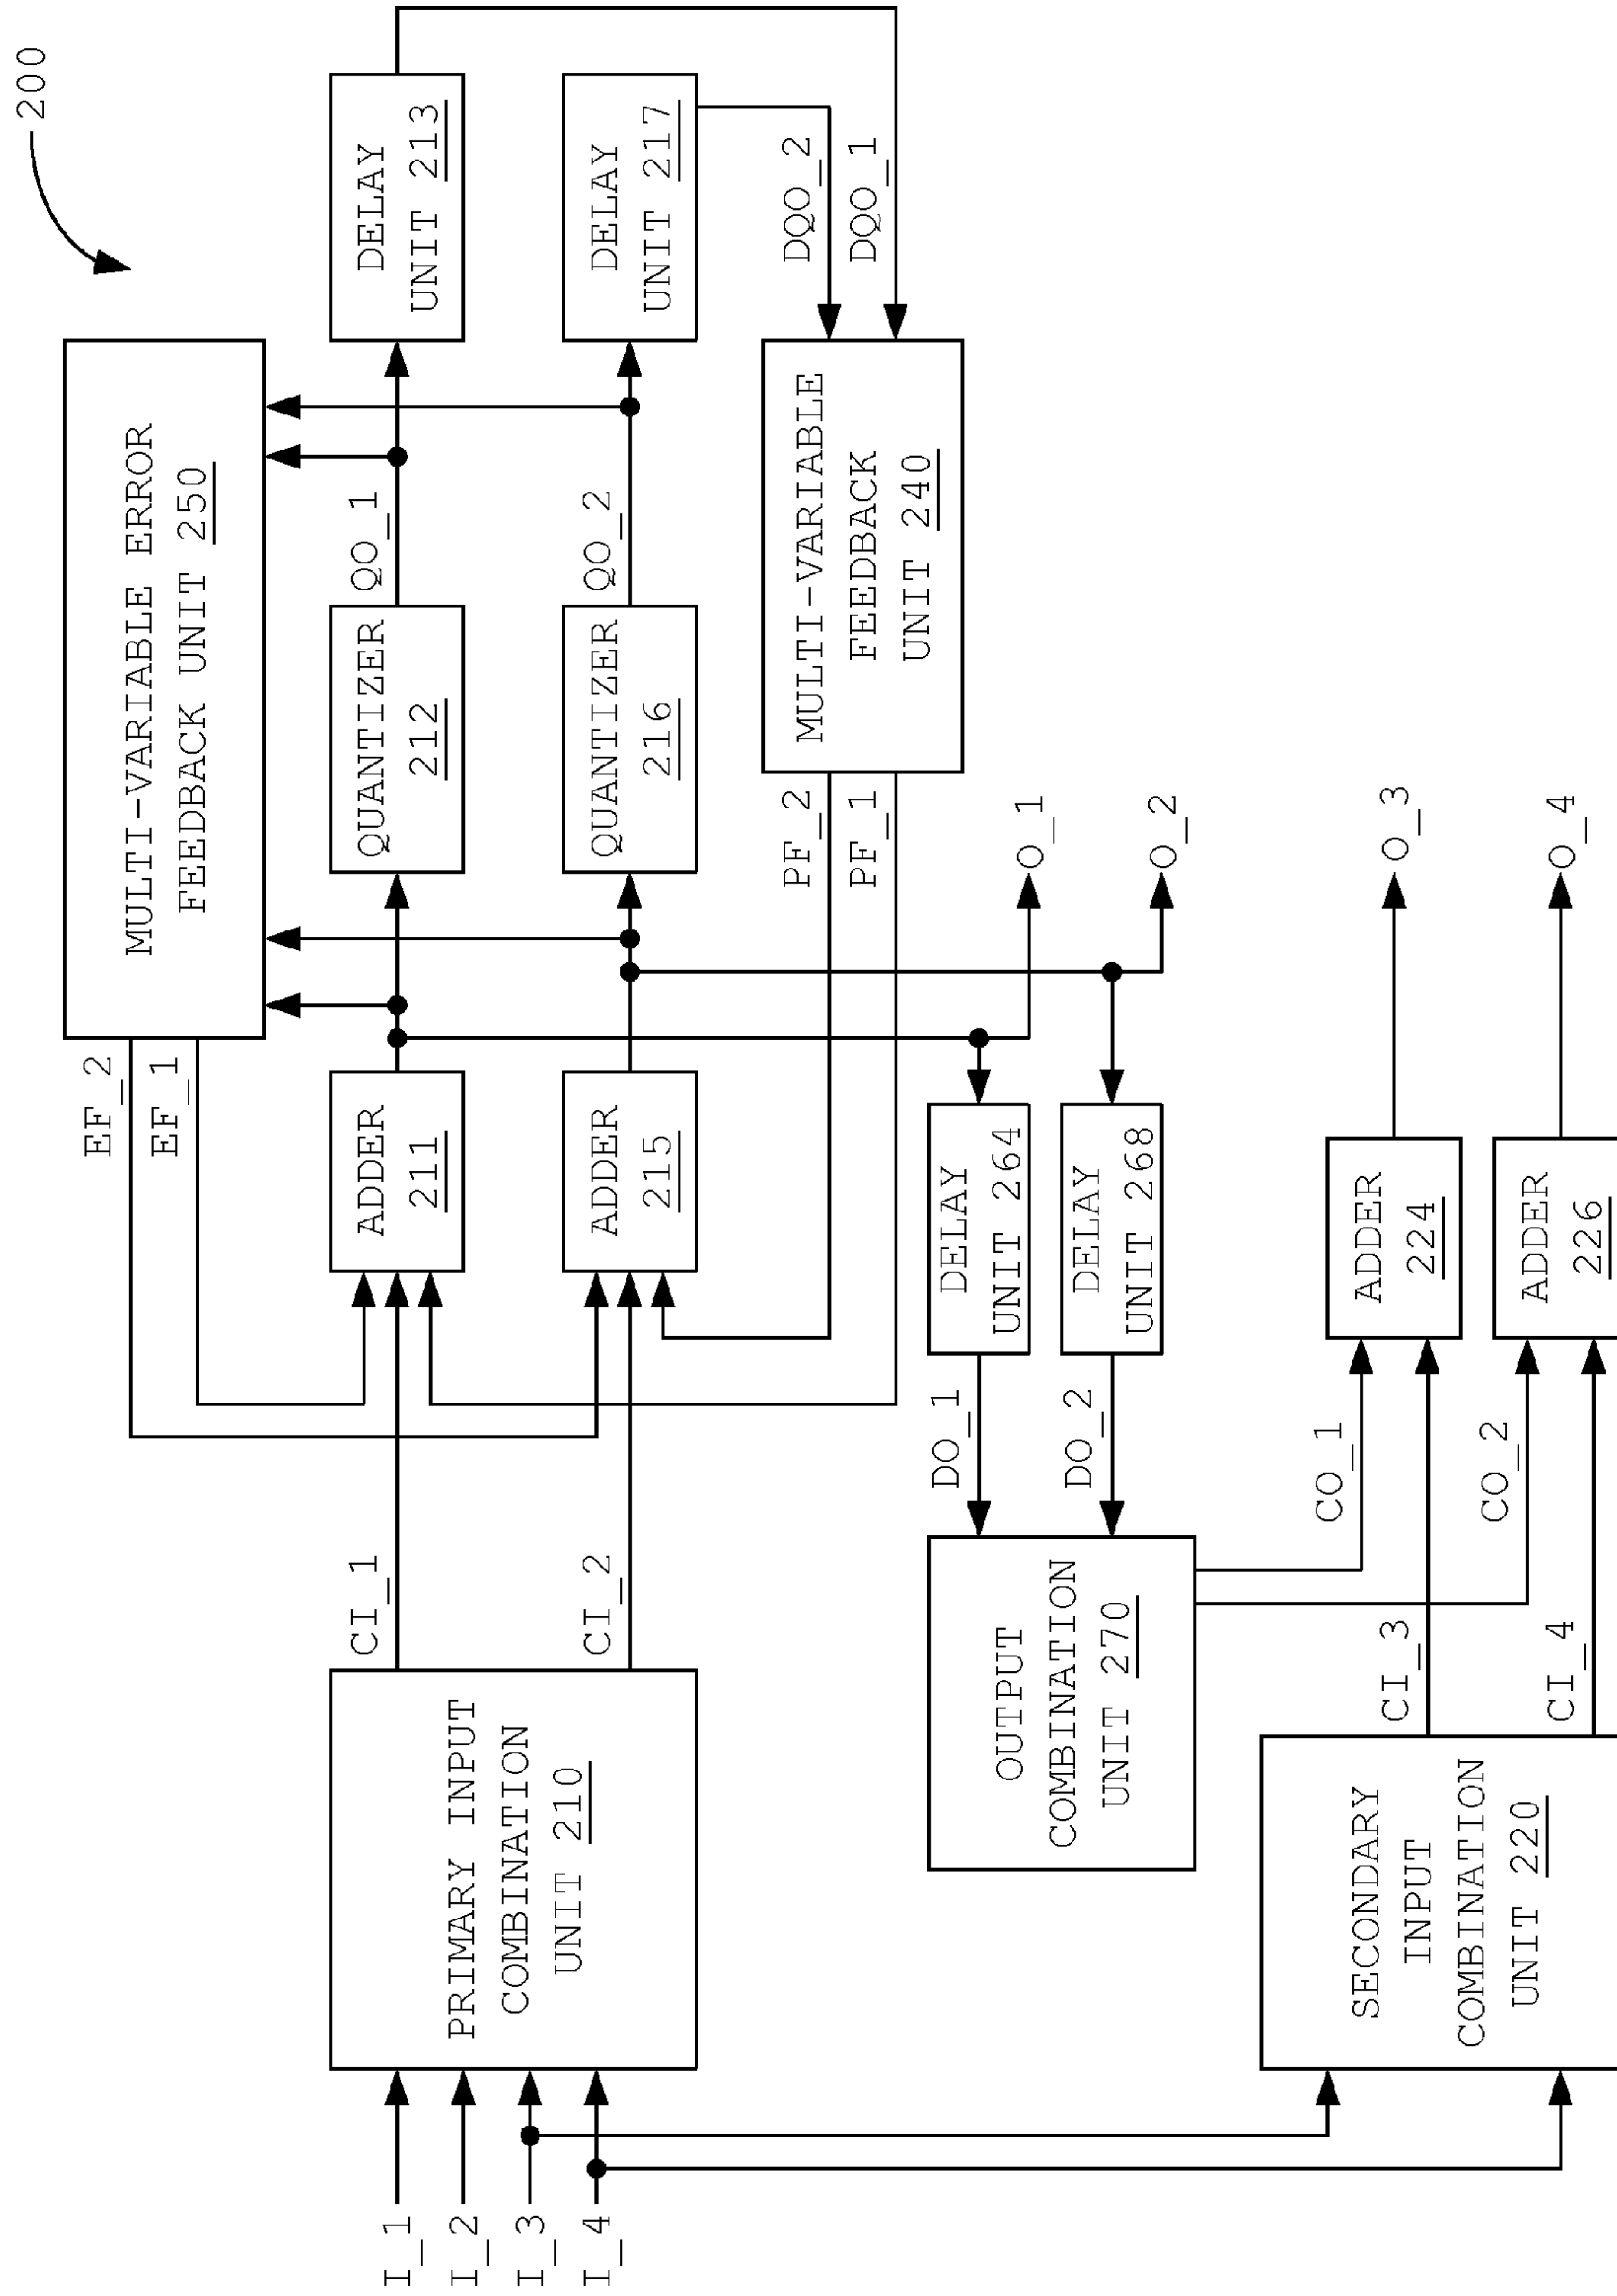 200
MULTI-VARIABLE ERROR
FEEDBACK UNIT 250
EF_2
EF_1
I_1
I_2
I_3
I_4
PRIMARY INPUT
COMBINATION
UNIT 210
CI_1
CI_2
ADDER
211
QUANTIZER
212
QO_1
DELAY
UNIT 213
ADDER
215
QUANTIZER
216
QO_2
DELAY
UNIT 217
PF_2
PF_1
MULTI-VARIABLE
FEEDBACK
UNIT 240
DQO_2
DQO_1
OUTPUT
COMBINATION
UNIT 270
DO_1
DO_2
DELAY
UNIT 264
DELAY
UNIT 268
O_1
O_2
SECONDARY
INPUT
COMBINATION
UNIT 220
CO_1
CI_3
CO_2
CI_4
ADDER
224
O_3
ADDER
226
O_4